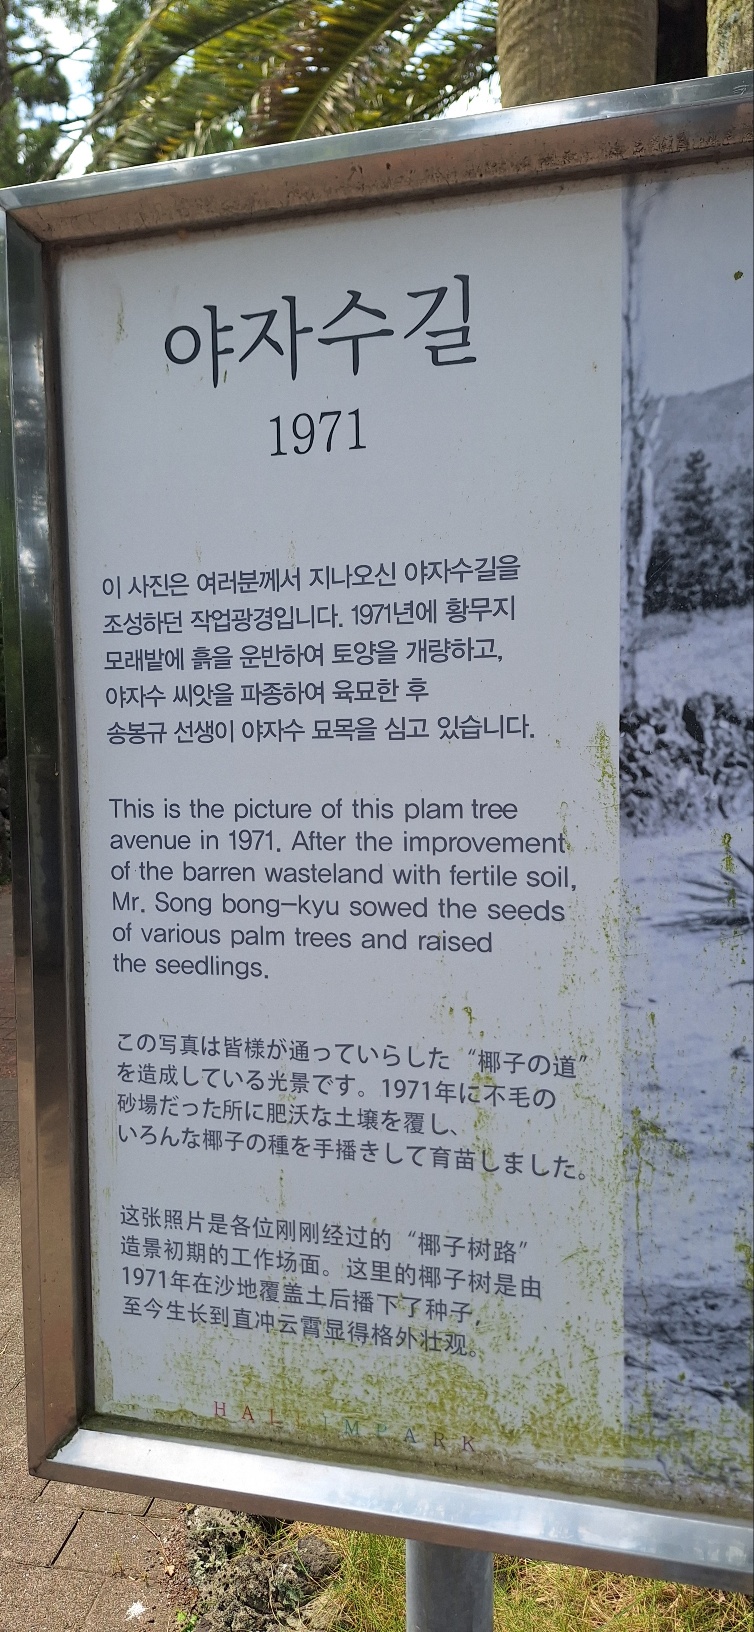 야자수길
1971
이 사진은 여러분께서 지나오신 야자수길을
조성하던 작업광경입니다. 1971년에 황무지
모래밭에 흙을 운반하여 토양을 개량하고,
야자수 씨앗을 파종하여 육묘한 후
송봉규 선생이 야자수 묘목을 심고 있습니다.
This is the picture of this plam tree
avenue in 1971. After the improvement
of the barren wasteland with fertile soil,
Mr. Song bong-kyu sowed the seeds
of various palm trees and raised
the seedlings.
この写真は皆様が通っていらした “椰子の道”
を造成している光景です。1971年に不毛の
砂場だった所に肥沃な土壌を覆し、
いろんな椰子の種を手播きして育苗しました。
这张照片是各位刚刚经过的 “椰子树路”
造景初期的工作场面。这里的椰子树是由
1971年在沙地覆盖土后播下了种子,
至今生长到直冲云霄显得格外壮观。
HALLIMPARK